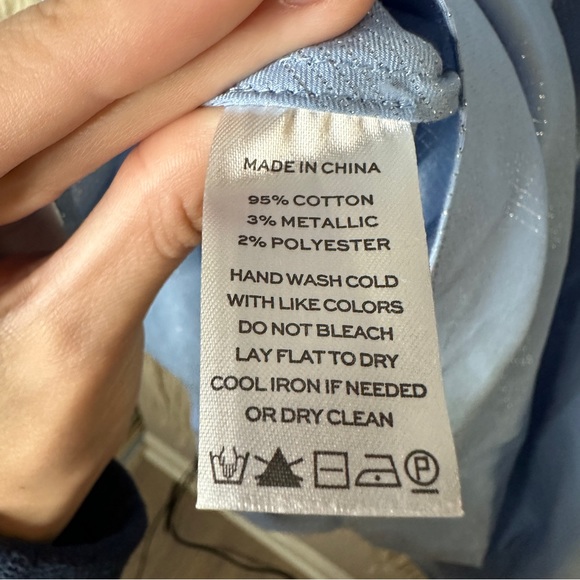 MADE IN CHINA
95% COTTON
3% METALLIC
2% POLYESTER
HAND WASH COLD
WITH LIKE COLORS
DO NOT BLEACH
LAY FLAT TO DRY
COOL IRON IF NEEDED
OR DRY CLEAN
P